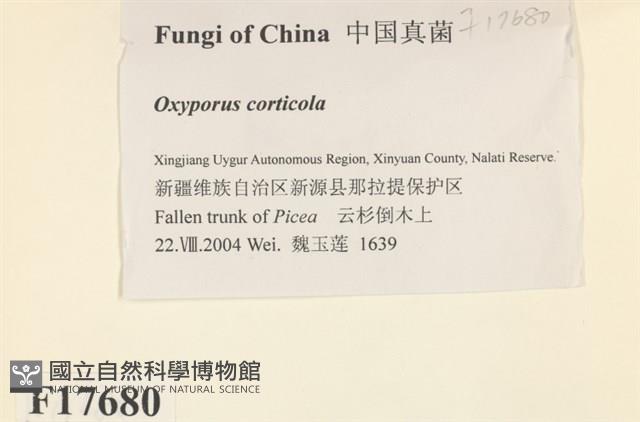 Fungi of China 中国真菌 F17680
Oxyporus corticola
Xingjiang Uygur Autonomous Region, Xinyuan County, Nalati Reserve.
新疆维族自治区新源县那拉提保护区
Fallen trunk of Picea 云杉倒木上
22.Ⅷ.2004 Wei. 魏玉莲 1639
國立自然科學博物館
NATIONAL MUSEUM OF NATURAL SCIENCE
F17680